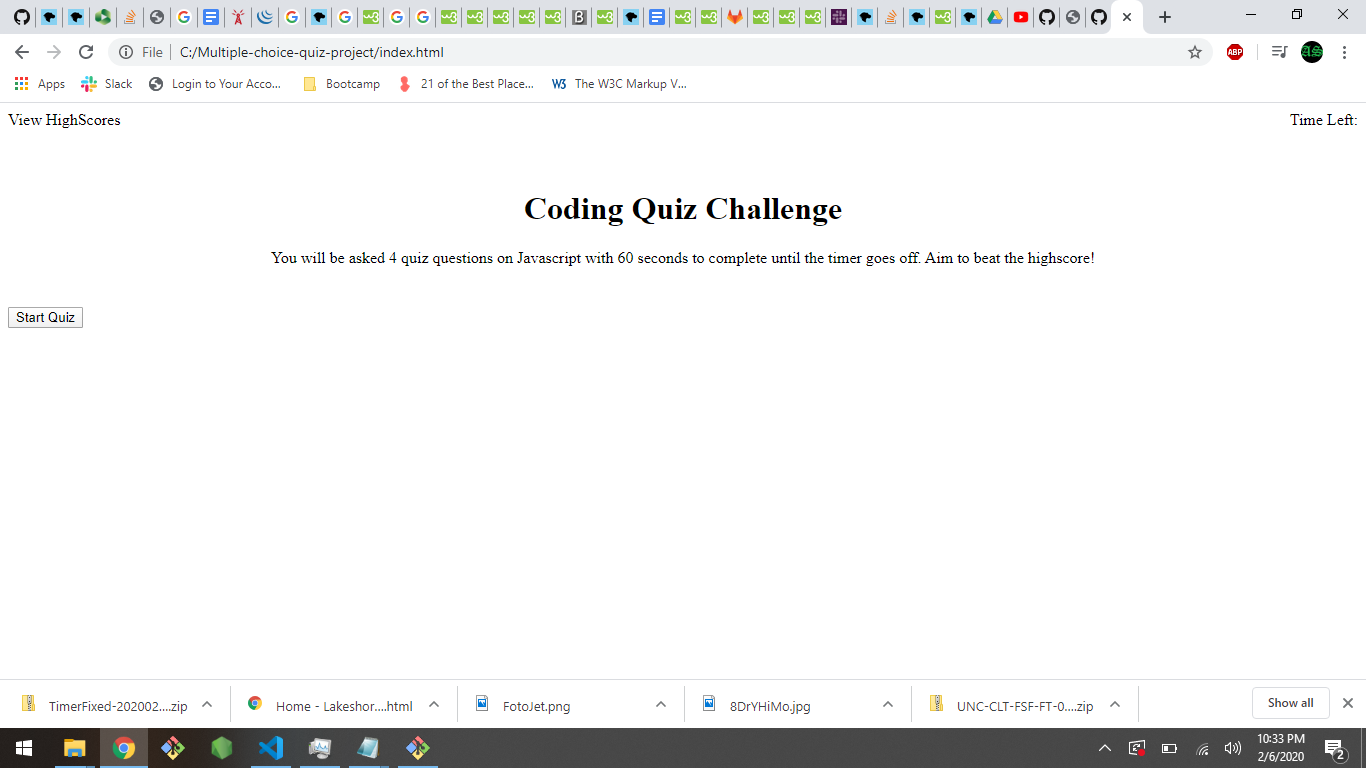 File C:/Multiple-choice-quiz-project/index.html
ABP
AS
Apps Slack Login to Your Acco... Bootcamp 21 of the Best Place... W3 The W3C Markup V...
View HighScores Time Left:
Coding Quiz Challenge
You will be asked 4 quiz questions on Javascript with 60 seconds to complete until the timer goes off. Aim to beat the highscore!
Start Quiz
TimerFixed-202002....zip Home - Lakeshor....html FotoJet.png 8DrYHiMo.jpg UNC-CLT-FSF-FT-0....zip Show all
10:33 PM
2/6/2020
2